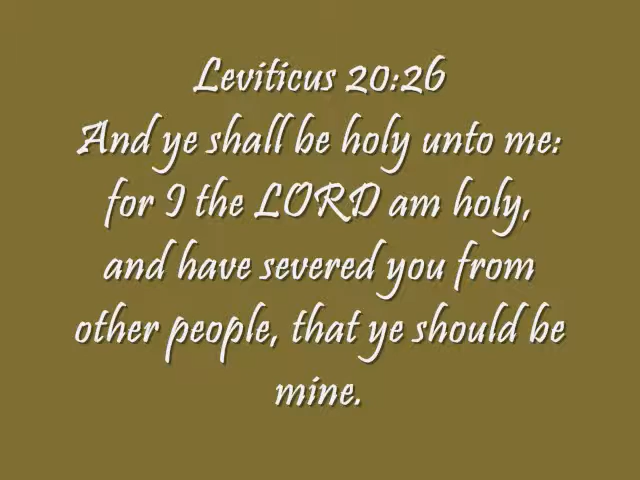 Leviticus 20:26
And ye shall be holy unto me:
for I the LORD am holy,
and have severed you from
other people, that ye should be
mine.